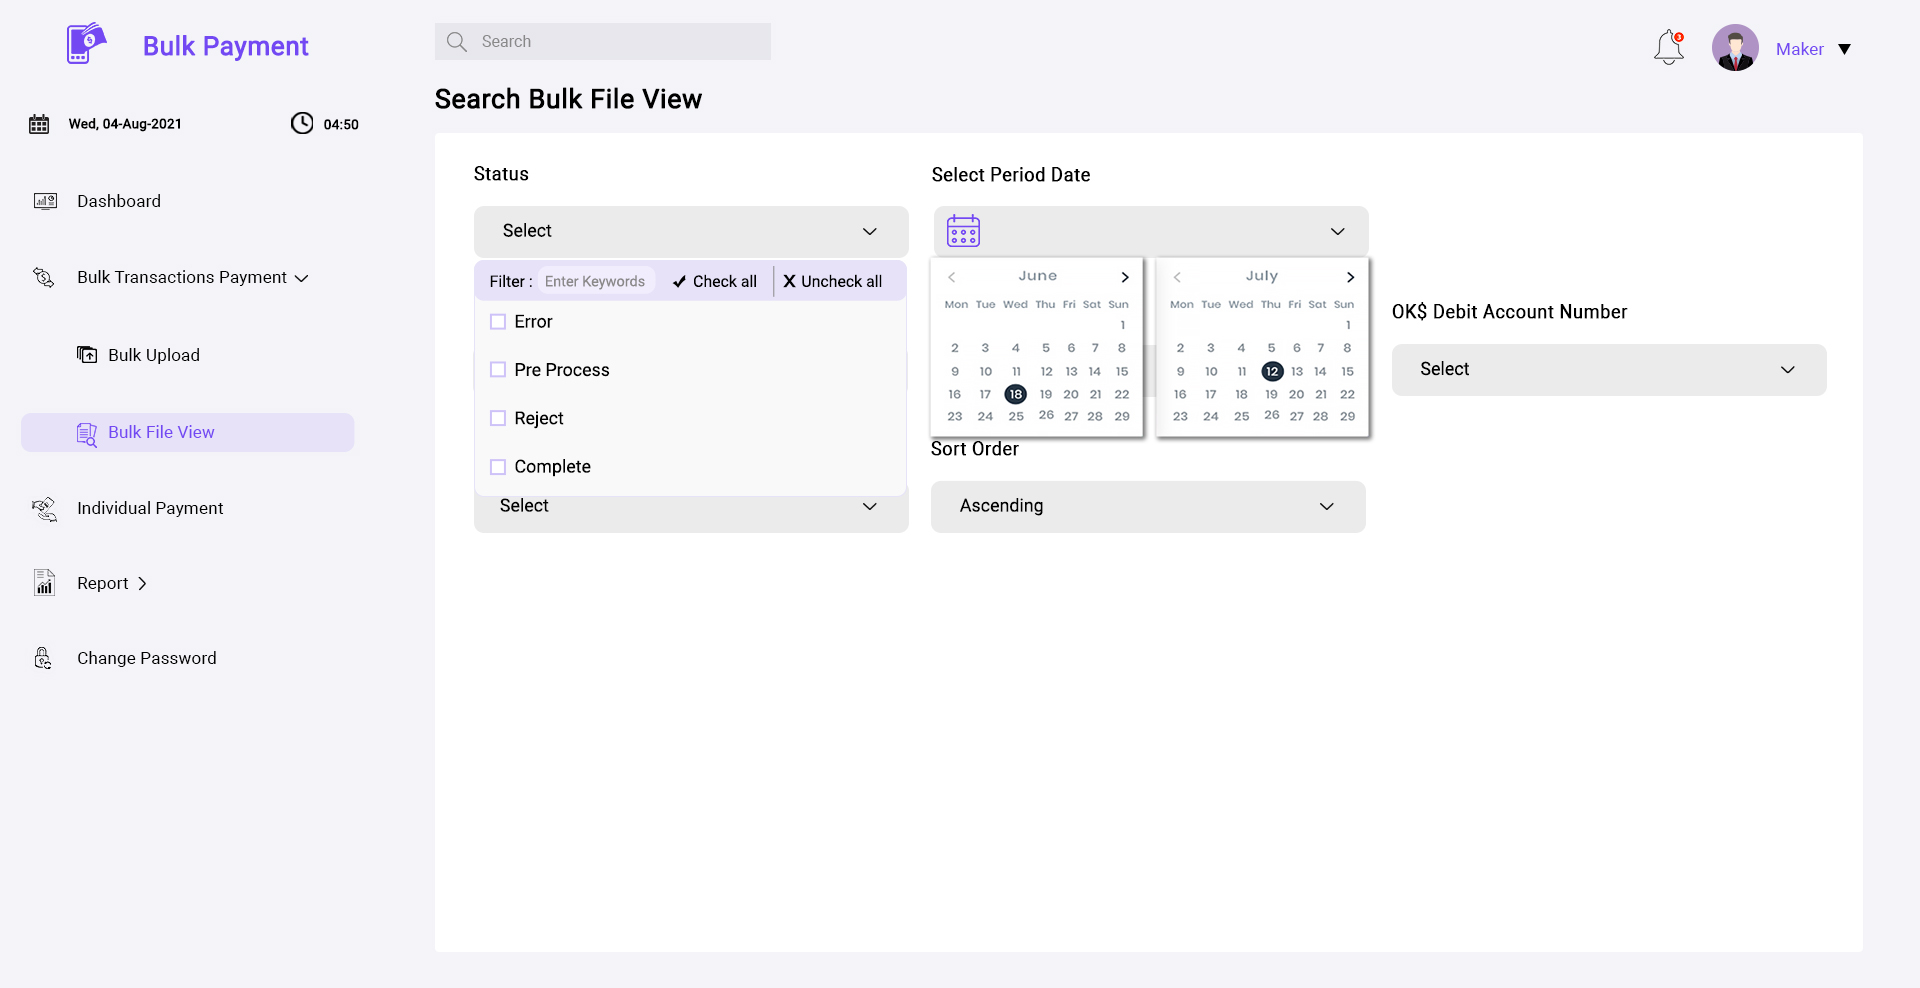 Bulk Payment
Search
3
Maker
Search Bulk File View
Wed, 04-Aug-2021
04:50
Dashboard
Bulk Transactions Payment
Bulk Upload
Bulk File View
Individual Payment
Report
Change Password
Status
Select
Filter : Enter Keywords Check all X Uncheck all
Error
Pre Process
Reject
Complete
Select
Select Period Date
June
Mon Tue Wed Thu Fri Sat Sun
1
2 3 4 5 6 7 8
9 10 11 12 13 14 15
16 17 18 19 20 21 22
23 24 25 26 27 28 29
July
Mon Tue Wed Thu Fri Sat Sun
1
2 3 4 5 6 7 8
9 10 11 12 13 14 15
16 17 18 19 20 21 22
23 24 25 26 27 28 29
OK$ Debit Account Number
Select
Sort Order
Ascending